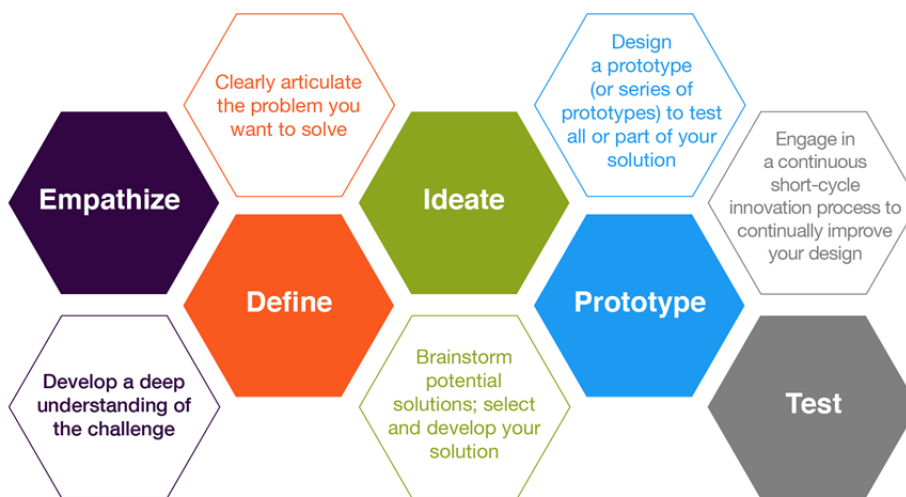 Empathize
Develop a deep
understanding of
the challenge
Clearly articulate
the problem you
want to solve
Define
Ideate
Brainstorm
potential
solutions; select
and develop your
solution
Design
a prototype
(or series of
prototypes) to test
all or part of your
solution
Prototype
Engage in
a continuous
short-cycle
innovation process to
continually improve
your design
Test